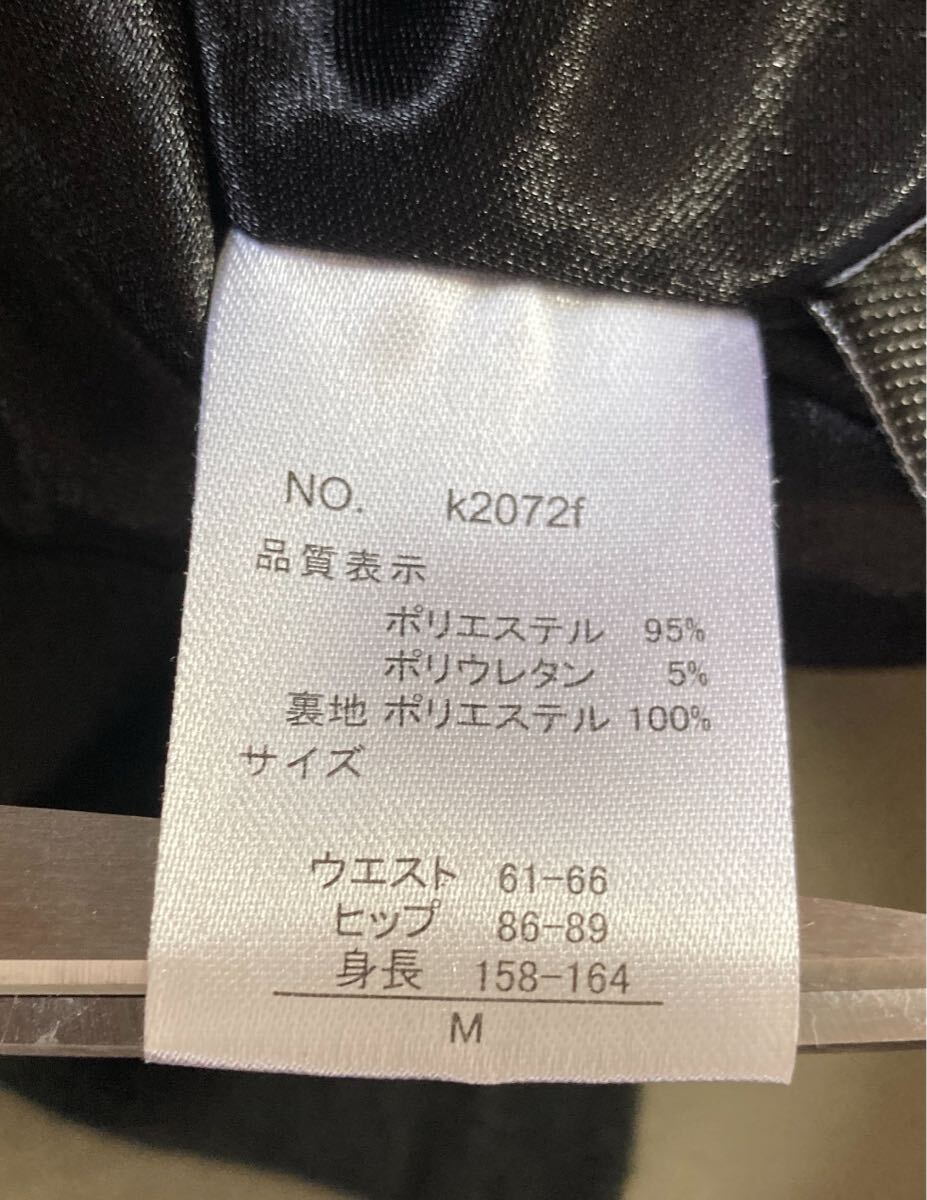 NO. k2072f
品質表示
ポリエステル 95%
ポリウレタン 5%
裏地 ポリエステル 100%
サイズ
ウエスト 61-66
ヒップ 86-89
身長 158-164
M